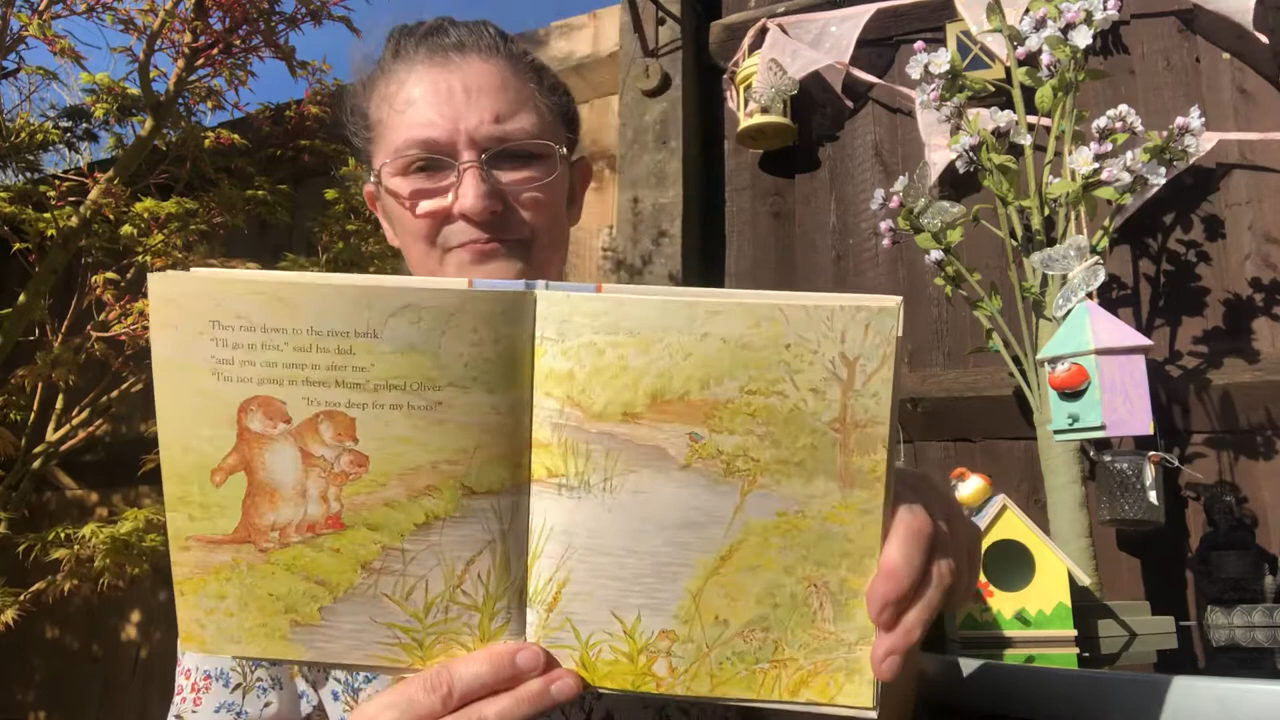 They ran down to the river bank.
"I'll go in first," said his dad,
"and you can jump in after me."
"I'm not going in there, Mum," gulped Oliver.
"It's too deep for my boots!"